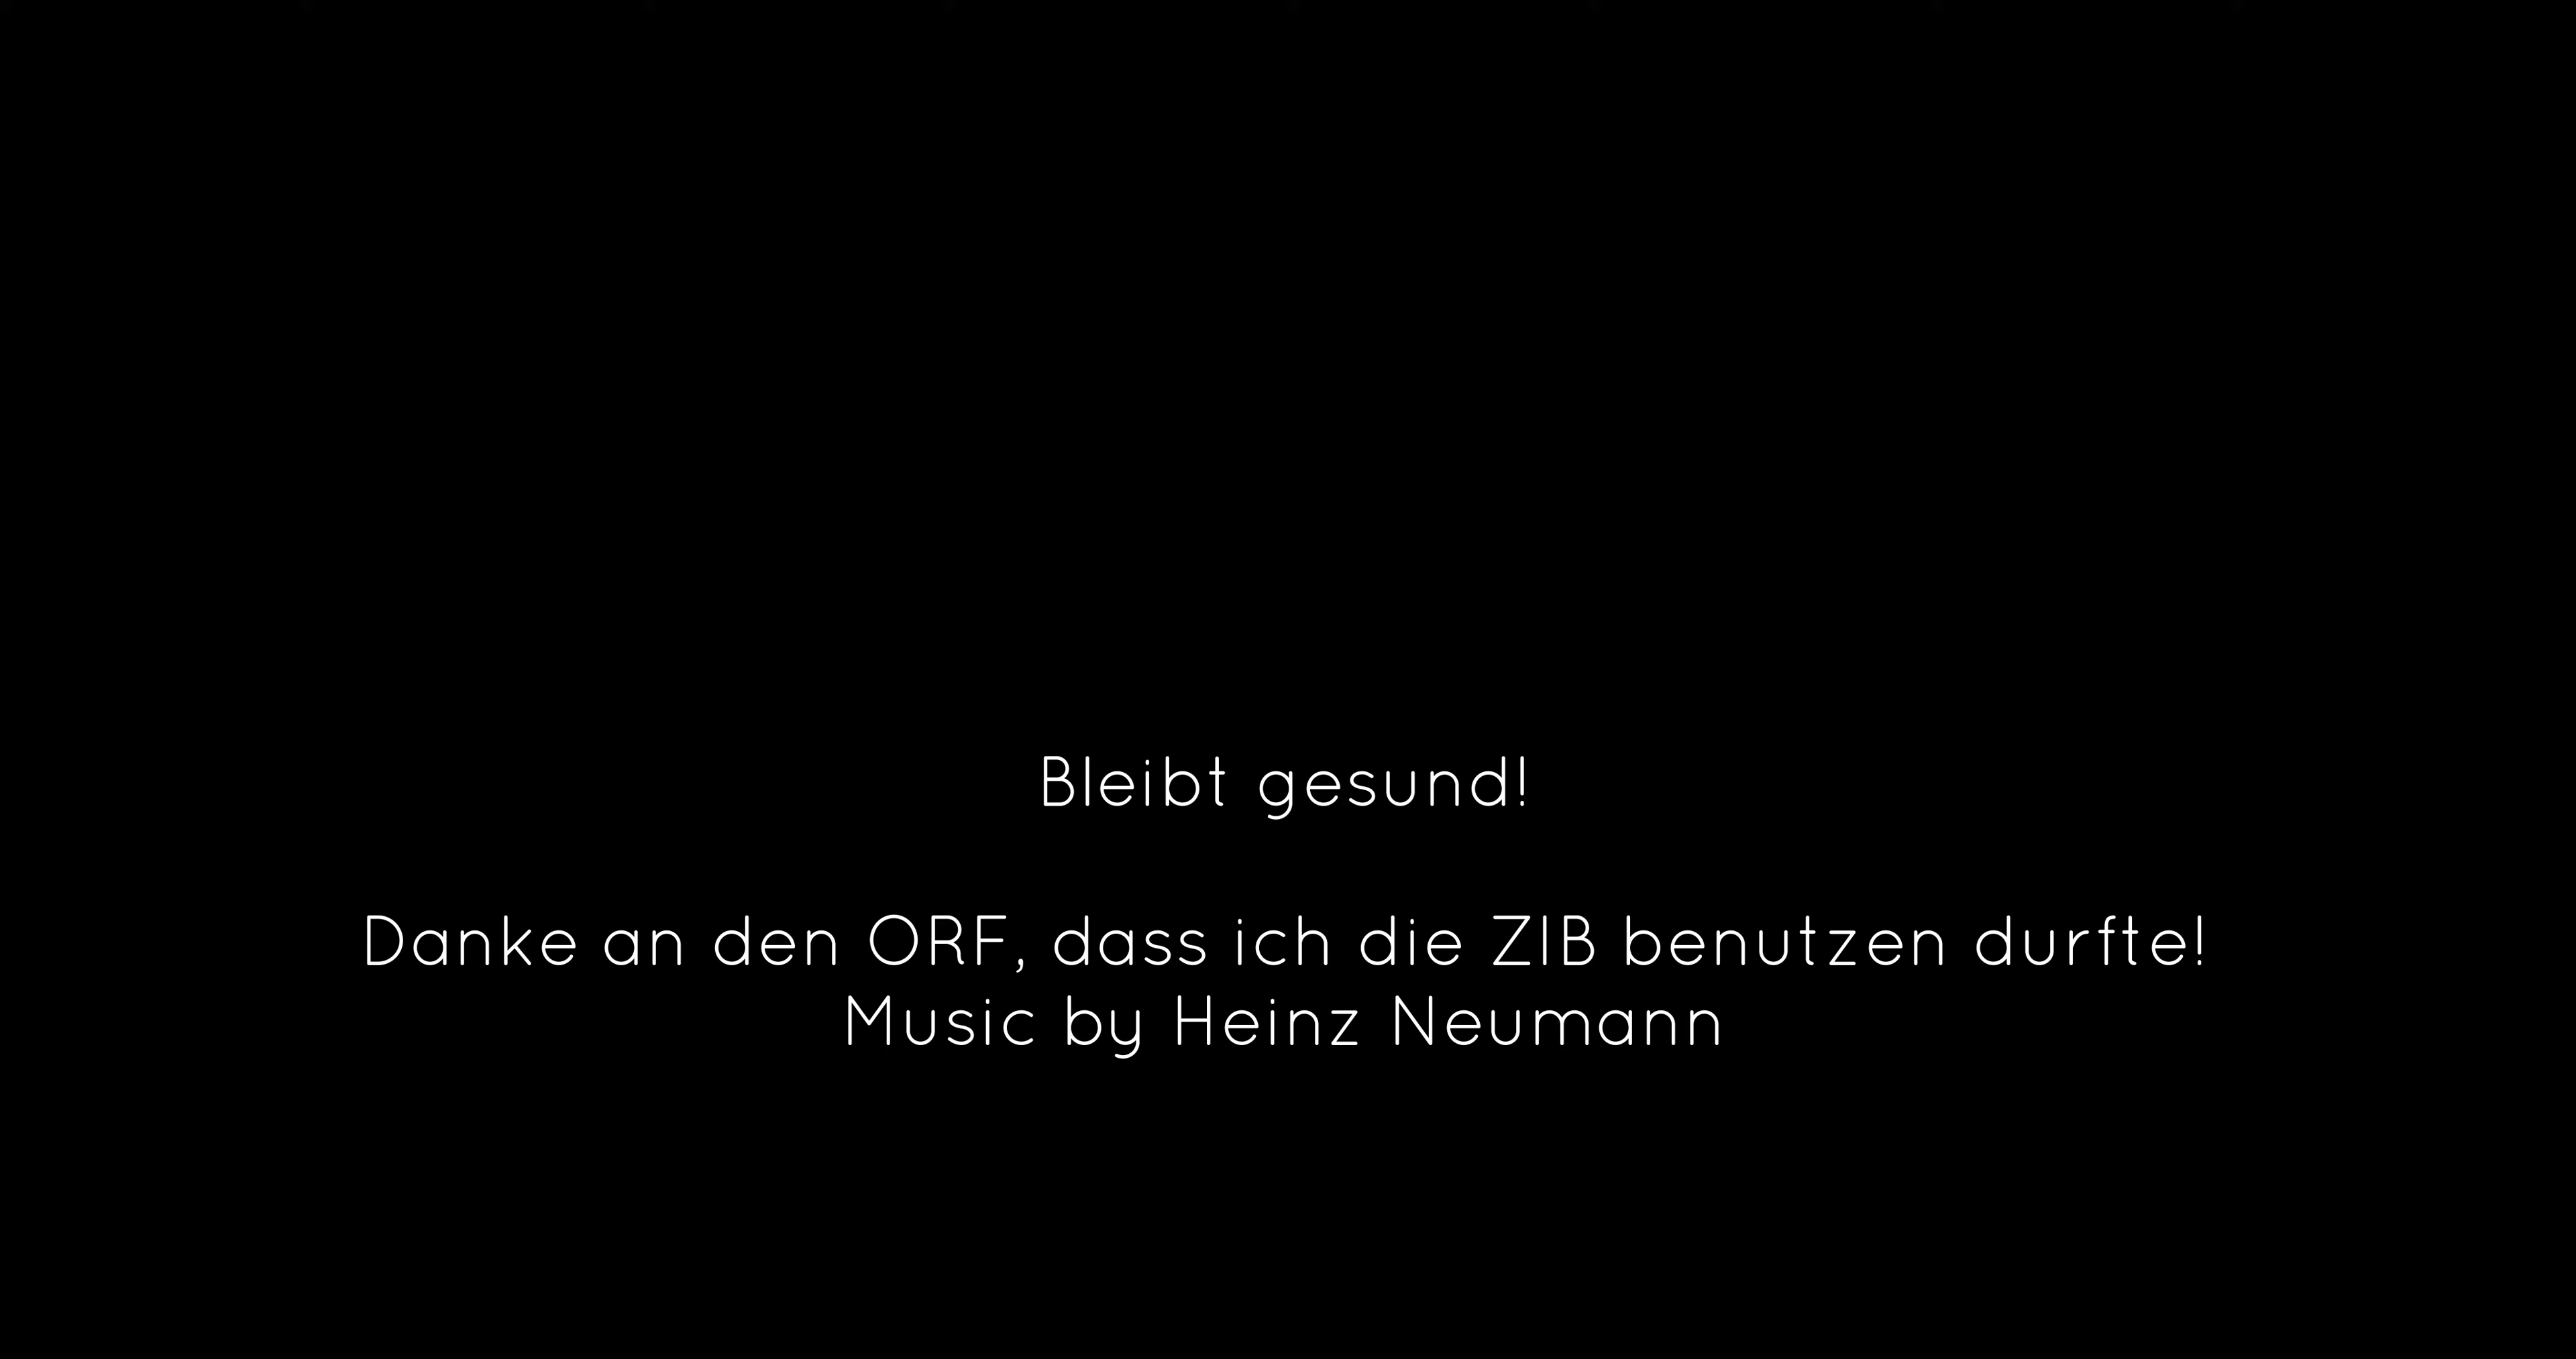 Bleibt gesund!
Danke an den ORF, dass ich die ZIB benutzen durfte!
Music by Heinz Neumann